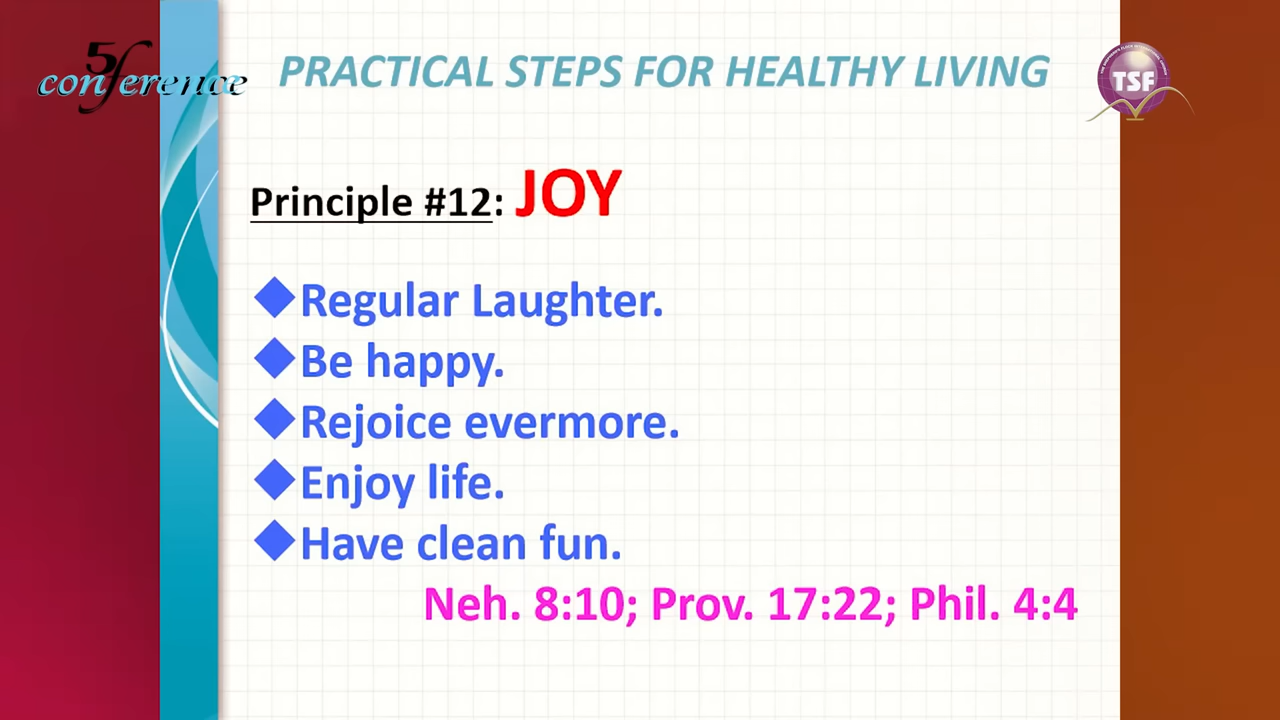 5f
conference
PRACTICAL STEPS FOR HEALTHY LIVING
TSF
Principle #12: JOY
◆Regular Laughter.
◆Be happy.
◆Rejoice evermore.
◆Enjoy life.
◆Have clean fun.
Neh. 8:10; Prov. 17:22; Phil. 4:4